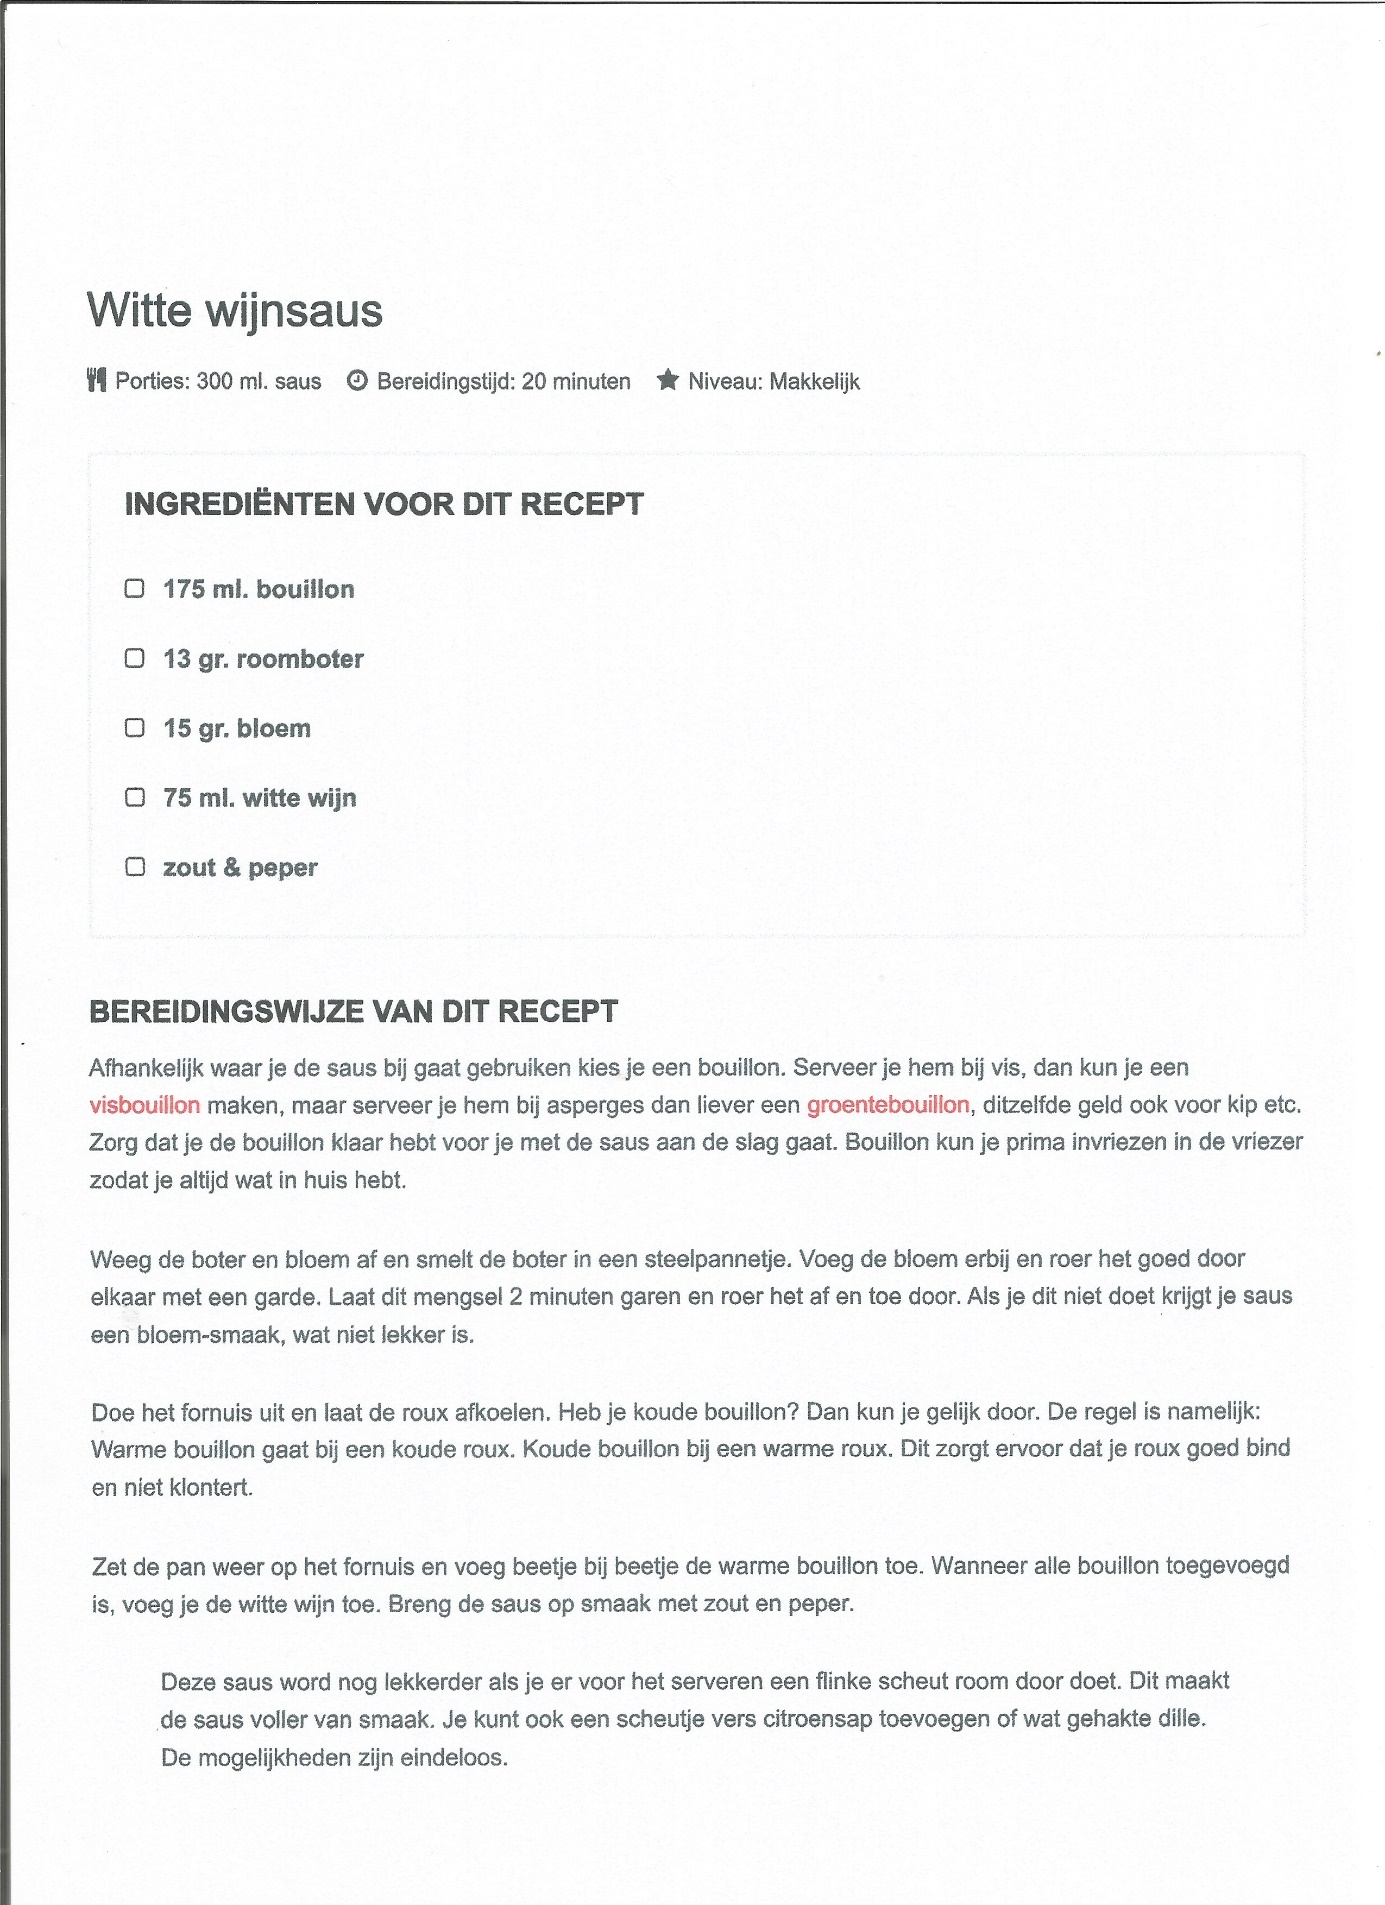 Witte wijnsaus
Porties: 300 ml. saus Bereidingstijd: 20 minuten Niveau: Makkelijk
INGREDIËNTEN VOOR DIT RECEPT
175 ml. bouillon
13 gr. roomboter
15 gr. bloem
75 ml. witte wijn
zout & peper
BEREIDINGSWIJZE VAN DIT RECEPT
Afhankelijk waar je de saus bij gaat gebruiken kies je een bouillon. Serveer je hem bij vis, dan kun je een
visbouillon maken, maar serveer je hem bij asperges dan liever een groentebouillon, ditzelfde geld ook voor kip etc.
Zorg dat je de bouillon klaar hebt voor je met de saus aan de slag gaat. Bouillon kun je prima invriezen in de vriezer
zodat je altijd wat in huis hebt.
Weeg de boter en bloem af en smelt de boter in een steelpannetje. Voeg de bloem erbij en roer het goed door
elkaar met een garde. Laat dit mengsel 2 minuten garen en roer het af en toe door. Als je dit niet doet krijgt je saus
een bloem-smaak, wat niet lekker is.
Doe het fornuis uit en laat de roux afkoelen. Heb je koude bouillon? Dan kun je gelijk door. De regel is namelijk:
Warme bouillon gaat bij een koude roux. Koude bouillon bij een warme roux. Dit zorgt ervoor dat je roux goed bind
en niet klontert.
Zet de pan weer op het fornuis en voeg beetje bij beetje de warme bouillon toe. Wanneer alle bouillon toegevoegd
is, voeg je de witte wijn toe. Breng de saus op smaak met zout en peper.
Deze saus word nog lekkerder als je er voor het serveren een flinke scheut room door doet. Dit maakt
de saus voller van smaak. Je kunt ook een scheutje vers citroensap toevoegen of wat gehakte dille.
De mogelijkheden zijn eindeloos.